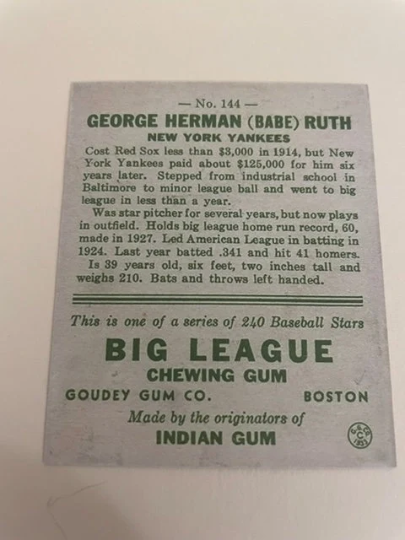 — No. 144 —
GEORGE HERMAN (BABE) RUTH
NEW YORK YANKEES
Cost Red Sox less than $3,000 in 1914, but New
York Yankees paid about $125,000 for him six
years later. Stepped from industrial school in
Baltimore to minor league ball and went to big
league in less than a year.
Was star pitcher for several years, but now plays
in outfield. Holds big league home run record, 60,
made in 1927. Led American League in batting in
1924. Last year batted .341 and hit 41 homers.
Is 39 years old, six feet, two inches tall and
weighs 210. Bats and throws left handed.
This is one of a series of 240 Baseball Stars
BIG LEAGUE
CHEWING GUM
GOUDEY GUM CO. BOSTON
Made by the originators of
INDIAN GUM
C